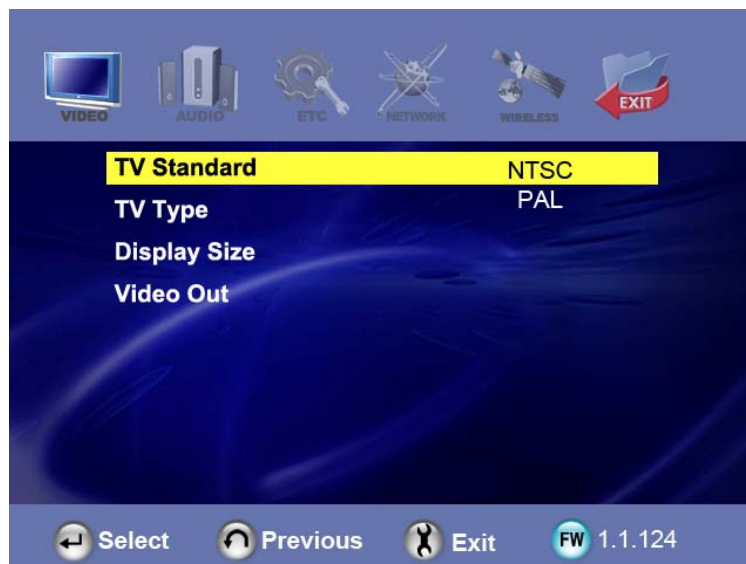 VIDEO AUDIO ETC NETWORK WIRELESS EXIT
TV Standard NTSC
TV Type PAL
Display Size
Video Out
Select Previous Exit FW 1.1.124